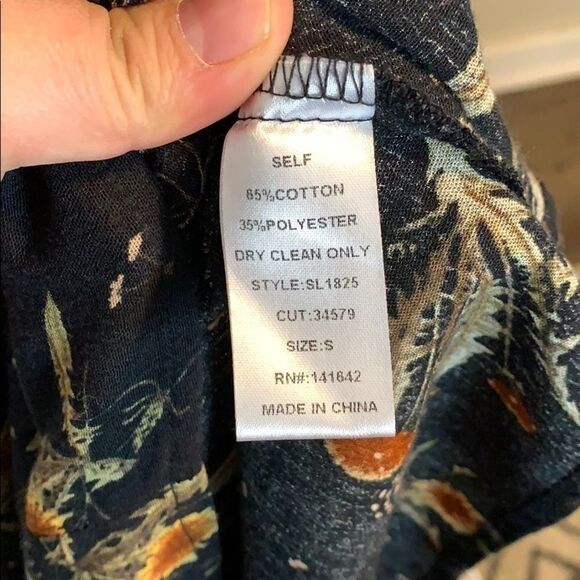 SELF
65%COTTON
35%POLYESTER
DRY CLEAN ONLY
STYLE:SL1825
CUT:34579
SIZE:S
RN#:141642
MADE IN CHINA